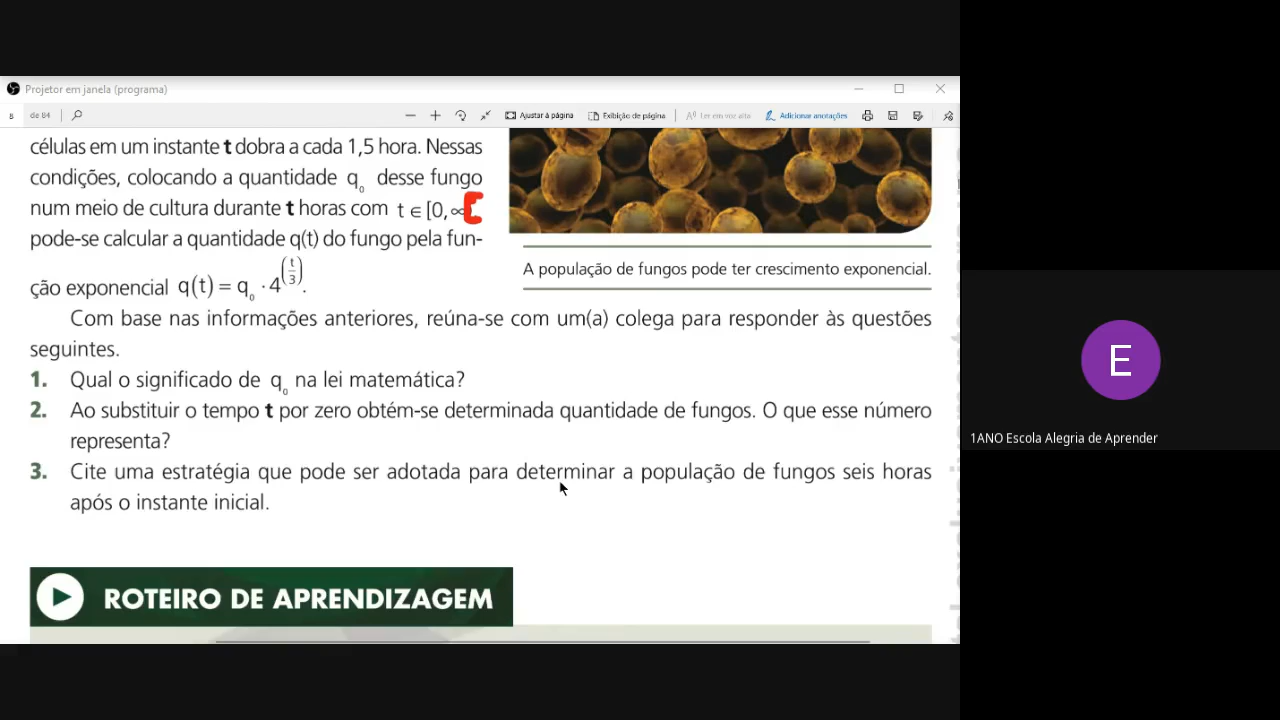 Projetor em janela (programa)
8 de 84 Ajustar à página Exibição de página Ler em voz alta Adicionar anotações
células em um instante t dobra a cada 1,5 hora. Nessas
condições, colocando a quantidade q₀ desse fungo
num meio de cultura durante t horas com t ∈ [0, ∞[
pode-se calcular a quantidade q(t) do fungo pela fun-
ção exponencial q(t) = q₀ · 4^(t/3).
A população de fungos pode ter crescimento exponencial.
Com base nas informações anteriores, reúna-se com um(a) colega para responder às questões
seguintes.
1. Qual o significado de q₀ na lei matemática?
2. Ao substituir o tempo t por zero obtém-se determinada quantidade de fungos. O que esse número
representa?
3. Cite uma estratégia que pode ser adotada para determinar a população de fungos seis horas
após o instante inicial.
ROTEIRO DE APRENDIZAGEM
E
1ANO Escola Alegria de Aprender